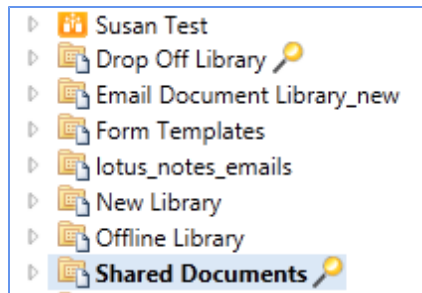 Susan Test
Drop Off Library
Email Document Library_new
Form Templates
lotus_notes_emails
New Library
Offline Library
Shared Documents